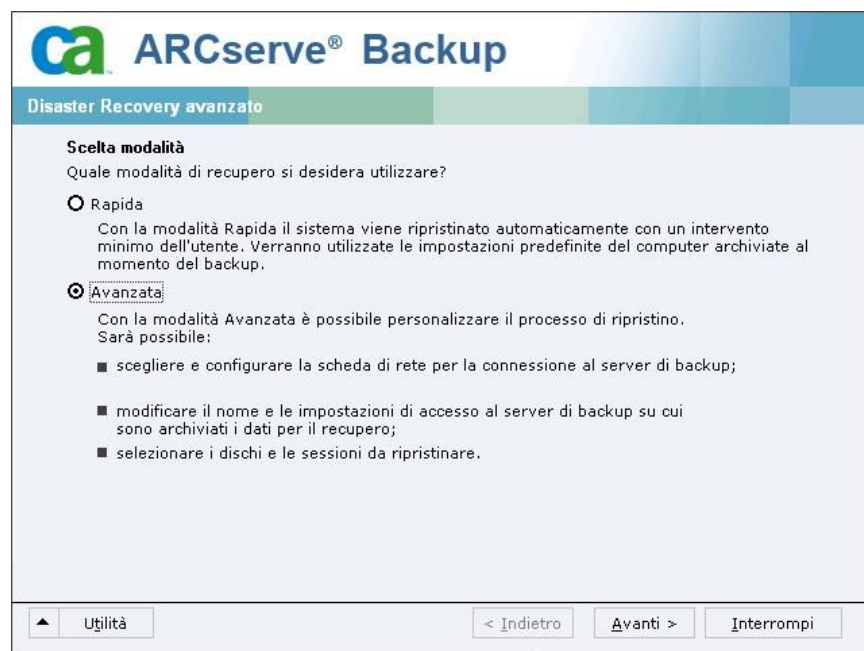 ca ARCserve® Backup
Disaster Recovery avanzato
Scelta modalità
Quale modalità di recupero si desidera utilizzare?
Rapida
Con la modalità Rapida il sistema viene ripristinato automaticamente con un intervento
minimo dell'utente. Verranno utilizzate le impostazioni predefinite del computer archiviate al
momento del backup.
Avanzata
Con la modalità Avanzata è possibile personalizzare il processo di ripristino.
Sarà possibile:
scegliere e configurare la scheda di rete per la connessione al server di backup;
modificare il nome e le impostazioni di accesso al server di backup su cui
sono archiviati i dati per il recupero;
selezionare i dischi e le sessioni da ripristinare.
Utilità < Indietro Avanti > Interrompi